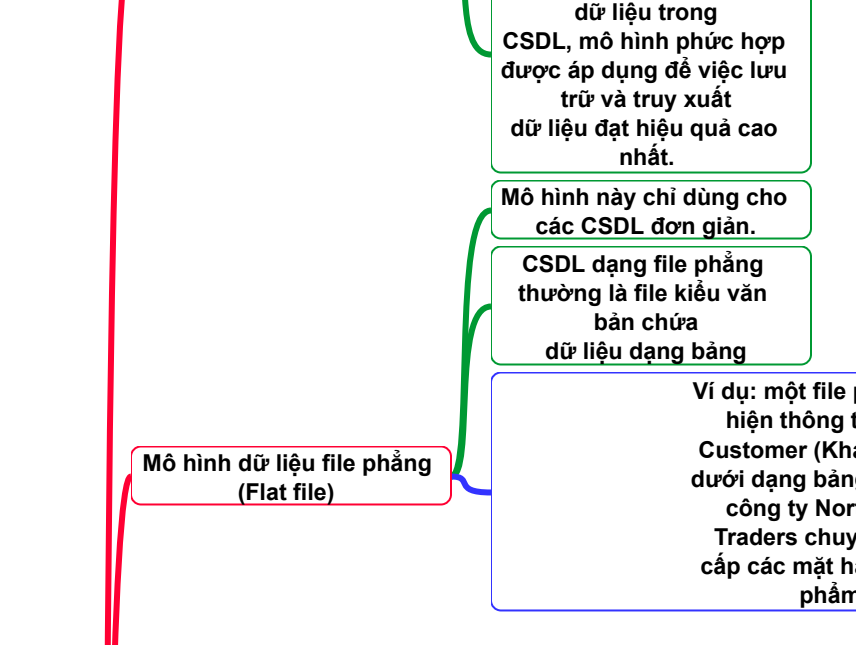 dữ liệu trong
CSDL, mô hình phức hợp
được áp dụng để việc lưu
trữ và truy xuất
dữ liệu đạt hiệu quả cao
nhất.
Mô hình này chỉ dùng cho
các CSDL đơn giản.
CSDL dạng file phẳng
thường là file kiểu văn
bản chứa
dữ liệu dạng bảng
Mô hình dữ liệu file phẳng
(Flat file)
Ví dụ: một file
hiện thông
Customer
dưới dạng bảng
công ty
Traders
cấp các mặt
phẩm